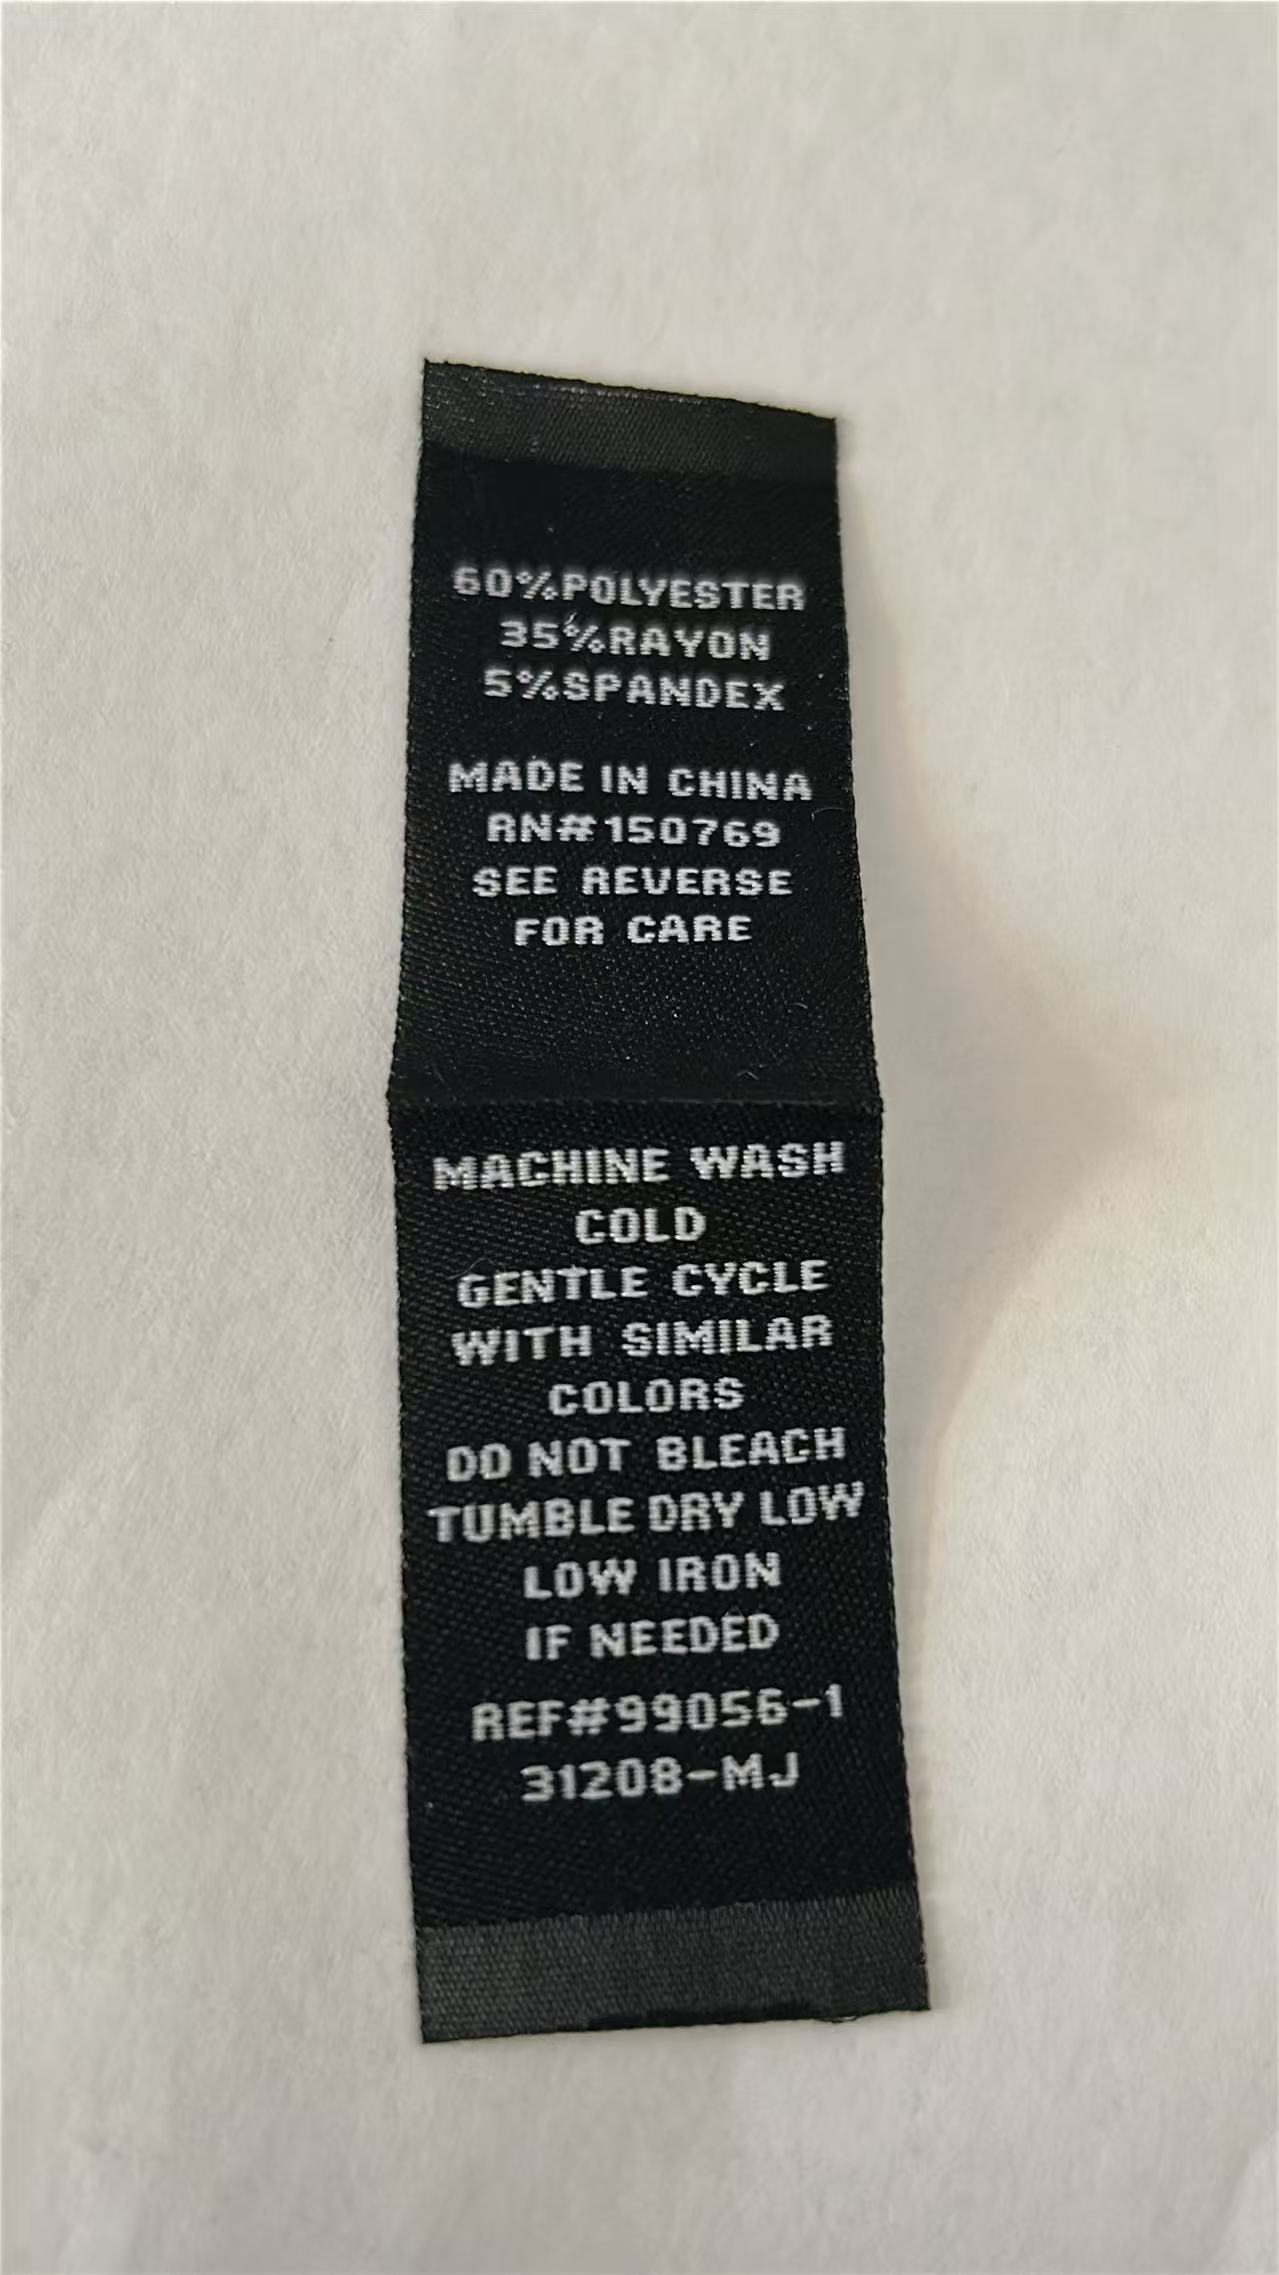 60%POLYESTER
35%RAYON
5%SPANDEX
MADE IN CHINA
RN#150769
SEE REVERSE
FOR CARE
MACHINE WASH
COLD
GENTLE CYCLE
WITH SIMILAR
COLORS
DO NOT BLEACH
TUMBLE DRY LOW
LOW IRON
IF NEEDED
REF#99056-1
31208-MJ